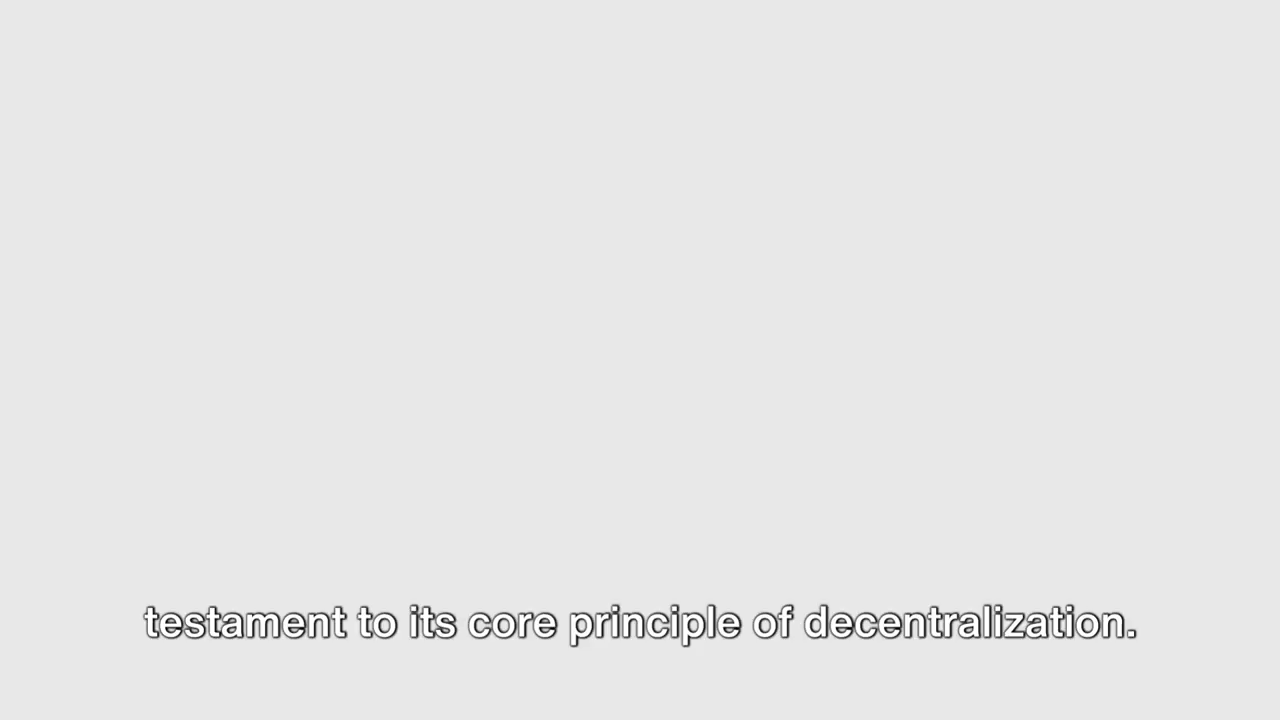 testament to its core principle of decentralization.